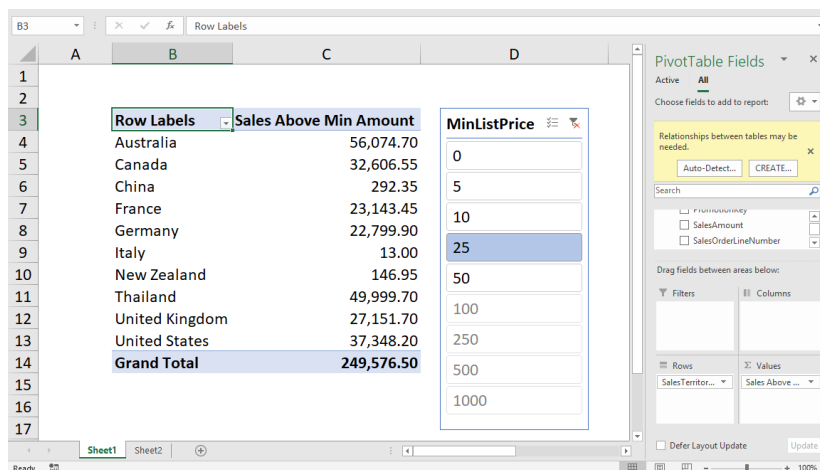 B3 fx Row Labels
A B C D
1
2
3 Row Labels Sales Above Min Amount
4 Australia 56,074.70
5 Canada 32,606.55
6 China 292.35
7 France 23,143.45
8 Germany 22,799.90
9 Italy 13.00
10 New Zealand 146.95
11 Thailand 49,999.70
12 United Kingdom 27,151.70
13 United States 37,348.20
14 Grand Total 249,576.50
15
16
17
MinListPrice
0
5
10
25
50
100
250
500
1000
PivotTable Fields
Active All
Choose fields to add to report:
Relationships between tables may be
needed.
Auto-Detect... CREATE...
Search
PromotionKey
SalesAmount
SalesOrderLineNumber
Drag fields between areas below:
Filters Columns
Rows Σ Values
SalesTerritor... Sales Above ...
Defer Layout Update Update
Sheet1 Sheet2
Ready 100%